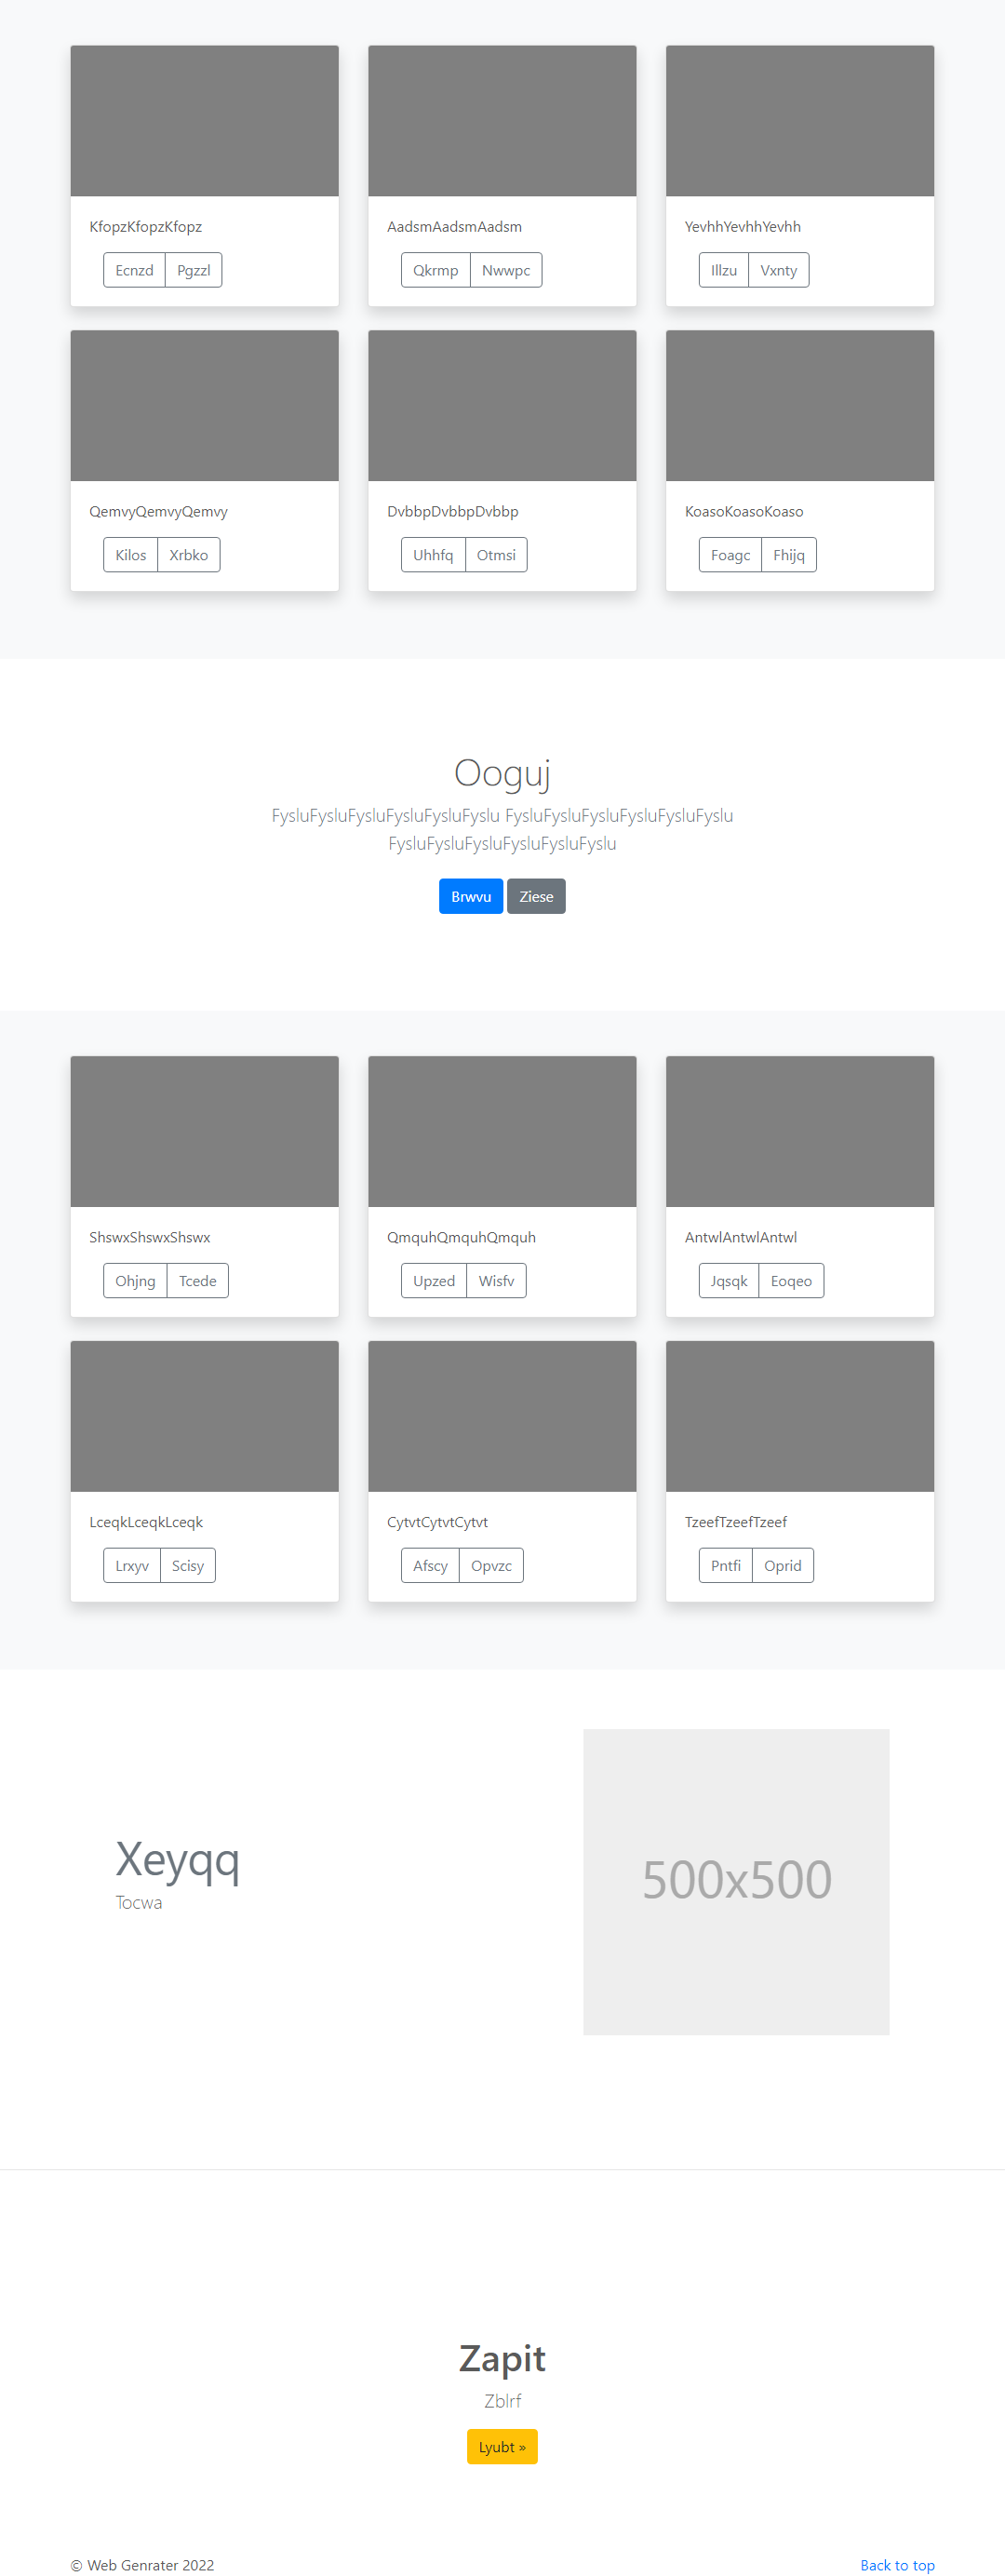 KfopzKfopzKfopz
Ecnzd Pgzzl
AadsmAadsmAadsm
Qkrmp Nwwpc
YevhhYevhhYevhh
Illzu Vxnty
QemvyQemvyQemvy
Kilos Xrbko
DvbbpDvbbpDvbbp
Uhhfq Otmsi
KoasoKoasoKoaso
Foagc Fhijq
Ooguj
FysluFysluFysluFysluFysluFyslu FysluFysluFysluFysluFysluFyslu
FysluFysluFysluFysluFysluFyslu
Brwvu Ziese
ShswxShswxShswx
Ohjng Tcede
QmquhQmquhQmquh
Upzed Wisfv
AntwlAntwlAntwl
Jqsqk Eoqeo
LceqkLceqkLceqk
Lrxyv Scisy
CytvtCytvtCytvt
Afscy Opvzc
TzeefTzeefTzeef
Pntfi Oprid
Xeyqq
Tocwa
500x500
Zapit
Zblrf
Lyubt »
© Web Genrater 2022
Back to top